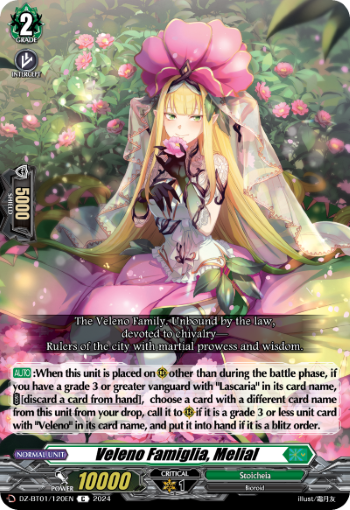 2
GRADE
INTERCEPT
5000
SHIELD
The Veleno Family. Unbound by the law,
devoted to chivalry—
Rulers of the city with martial prowess and wisdom.
AUTO :When this unit is placed on other than during the battle phase, if
you have a grade 3 or greater vanguard with "Lascaria" in its card name,
[discard a card from hand], choose a card with a different card name
from this unit from your drop, call it to if it is a grade 3 or less unit card
with "Veleno" in its card name, and put it into hand if it is a blitz order.
NORMAL UNIT
Veleno Famiglia, Melial
POWER 10000
CRITICAL
1
Stoicheia
Bioroid
DZ-BT01/120EN C 2024
illust/霜月友